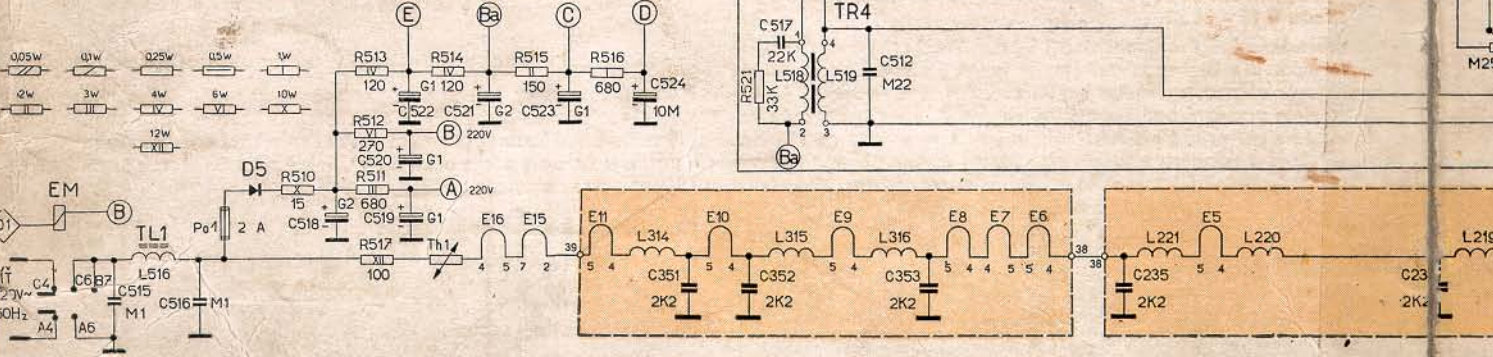 E Ba C D
TR4
C517
22K
R521
33K
L518 L519
C512
M22
4
2 3
Ba
M25
0,05W 0,1W 0,25W 0,5W 1W
2W 3W 4W 6W 10W
12W
R513 R514 R515 R516
IV IV II I
120 G1 120 150 680
C524
C522 C521 G2 C523 G1 10M
R512
VI
270
B 220V
C520 G1
D5
R510
X
15
R511
III
680
A 220V
G2
C518 C519 G1
EM
B
TL1
L516
Po1 2 A
R517
XII
100
Th1
E16 E15
4 5 7 2
39
E11
L314
E10
L315
E9
L316
E8 E7 E6
5 4 5 4 5 4 5 4 4 5 5 4
C351
2K2
C352
2K2
C353
2K2
38
38
L221
E5
L220
L219
5 4
C235
2K2
C4
C515
M1
C516 M1
A4 A6